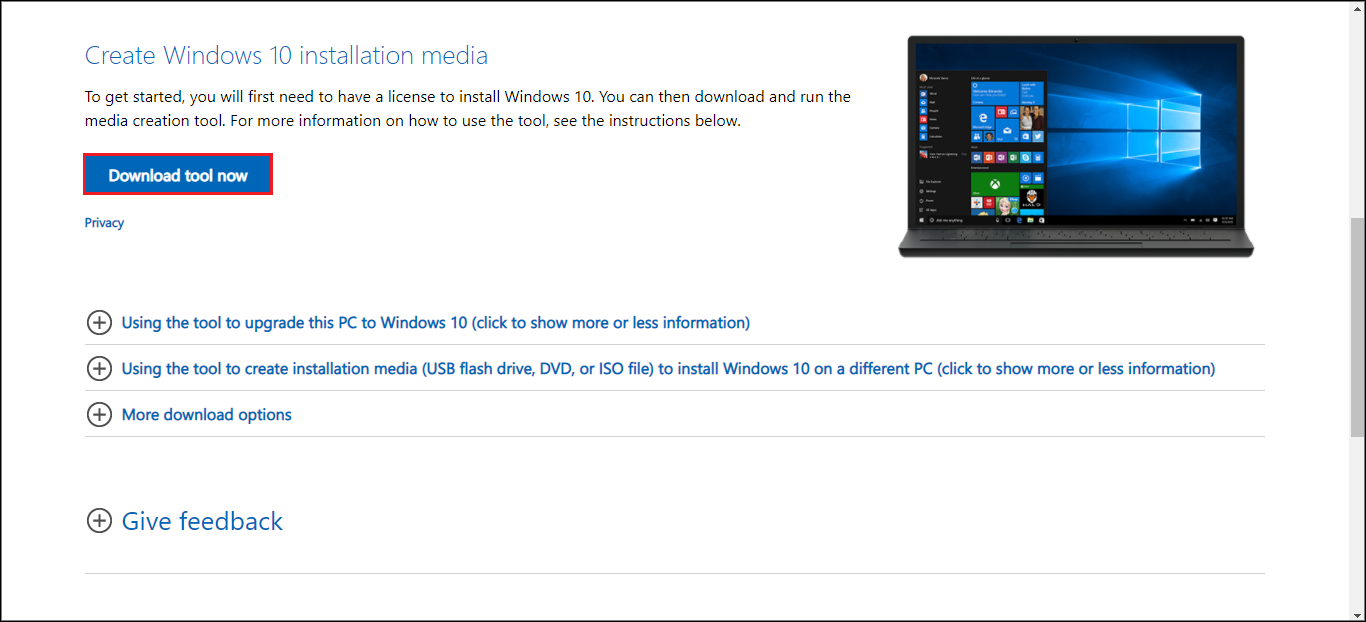 Create Windows 10 installation media
To get started, you will first need to have a license to install Windows 10. You can then download and run the
media creation tool. For more information on how to use the tool, see the instructions below.
Download tool now
Privacy
Using the tool to upgrade this PC to Windows 10 (click to show more or less information)
Using the tool to create installation media (USB flash drive, DVD, or ISO file) to install Windows 10 on a different PC (click to show more or less information)
More download options
Give feedback